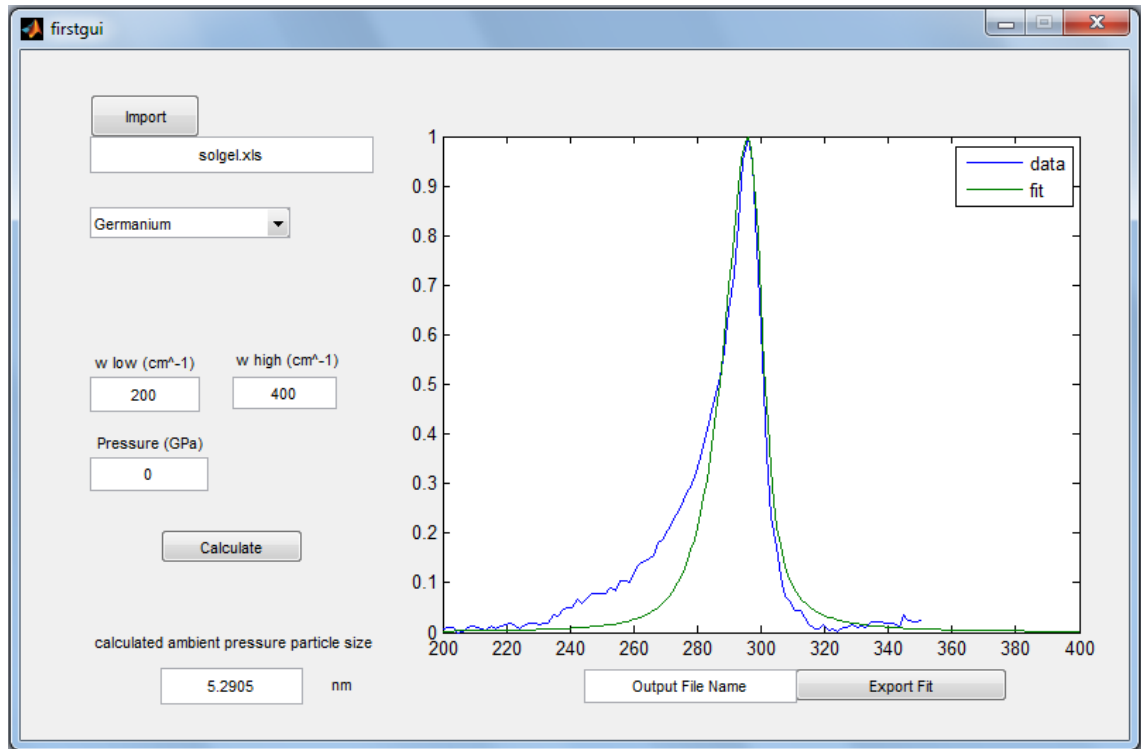 firstgui
Import
solgel.xls
Germanium
w low (cm^-1)
w high (cm^-1)
200
400
Pressure (GPa)
0
Calculate
calculated ambient pressure particle size
5.2905
nm
data
fit
1
0.9
0.8
0.7
0.6
0.5
0.4
0.3
0.2
0.1
0
200 220 240 260 280 300 320 340 360 380 400
Output File Name
Export Fit